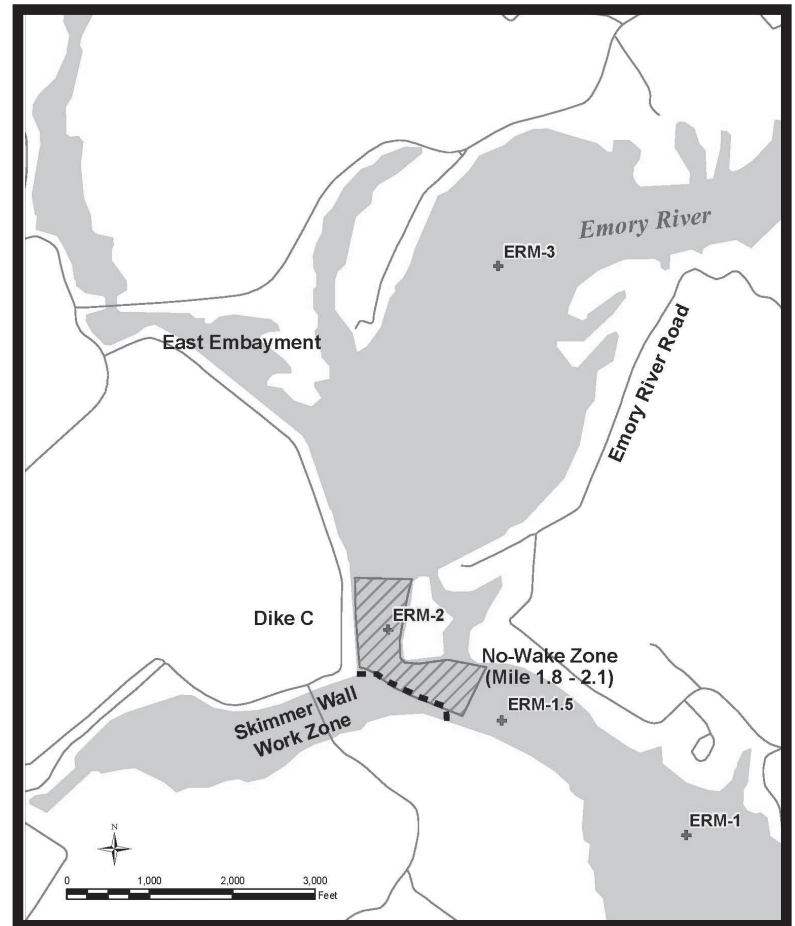 Emory River
ERM-3
East Embayment
Emory River Road
Dike C
ERM-2
No-Wake Zone
(Mile 1.8 - 2.1)
ERM-1.5
Skimmer Wall
Work Zone
ERM-1
N
0 1,000 2,000 3,000
Feet